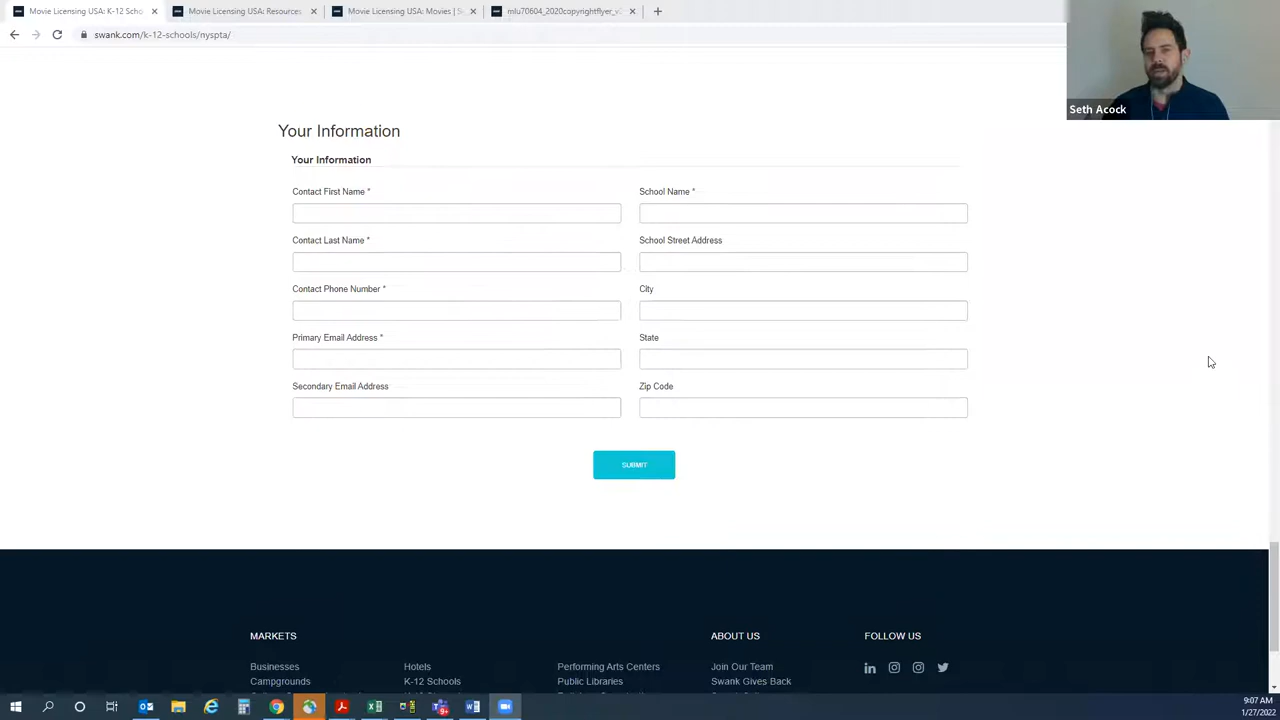 Movie Licensing USA: K-12 Scho
Movie Licensing USA: Resources
Movie Licensing USA: Movies | S
mlu70604_2020copyrightflyer_v
swank.com/k-12-schools/nyspta/
Seth Acock
Your Information
Your Information
Contact First Name *
School Name *
Contact Last Name *
School Street Address
Contact Phone Number *
City
Primary Email Address *
State
Secondary Email Address
Zip Code
SUBMIT
MARKETS
ABOUT US
FOLLOW US
Businesses
Hotels
Performing Arts Centers
Join Our Team
Campgrounds
K-12 Schools
Public Libraries
Swank Gives Back
9:07 AM
1/27/2022